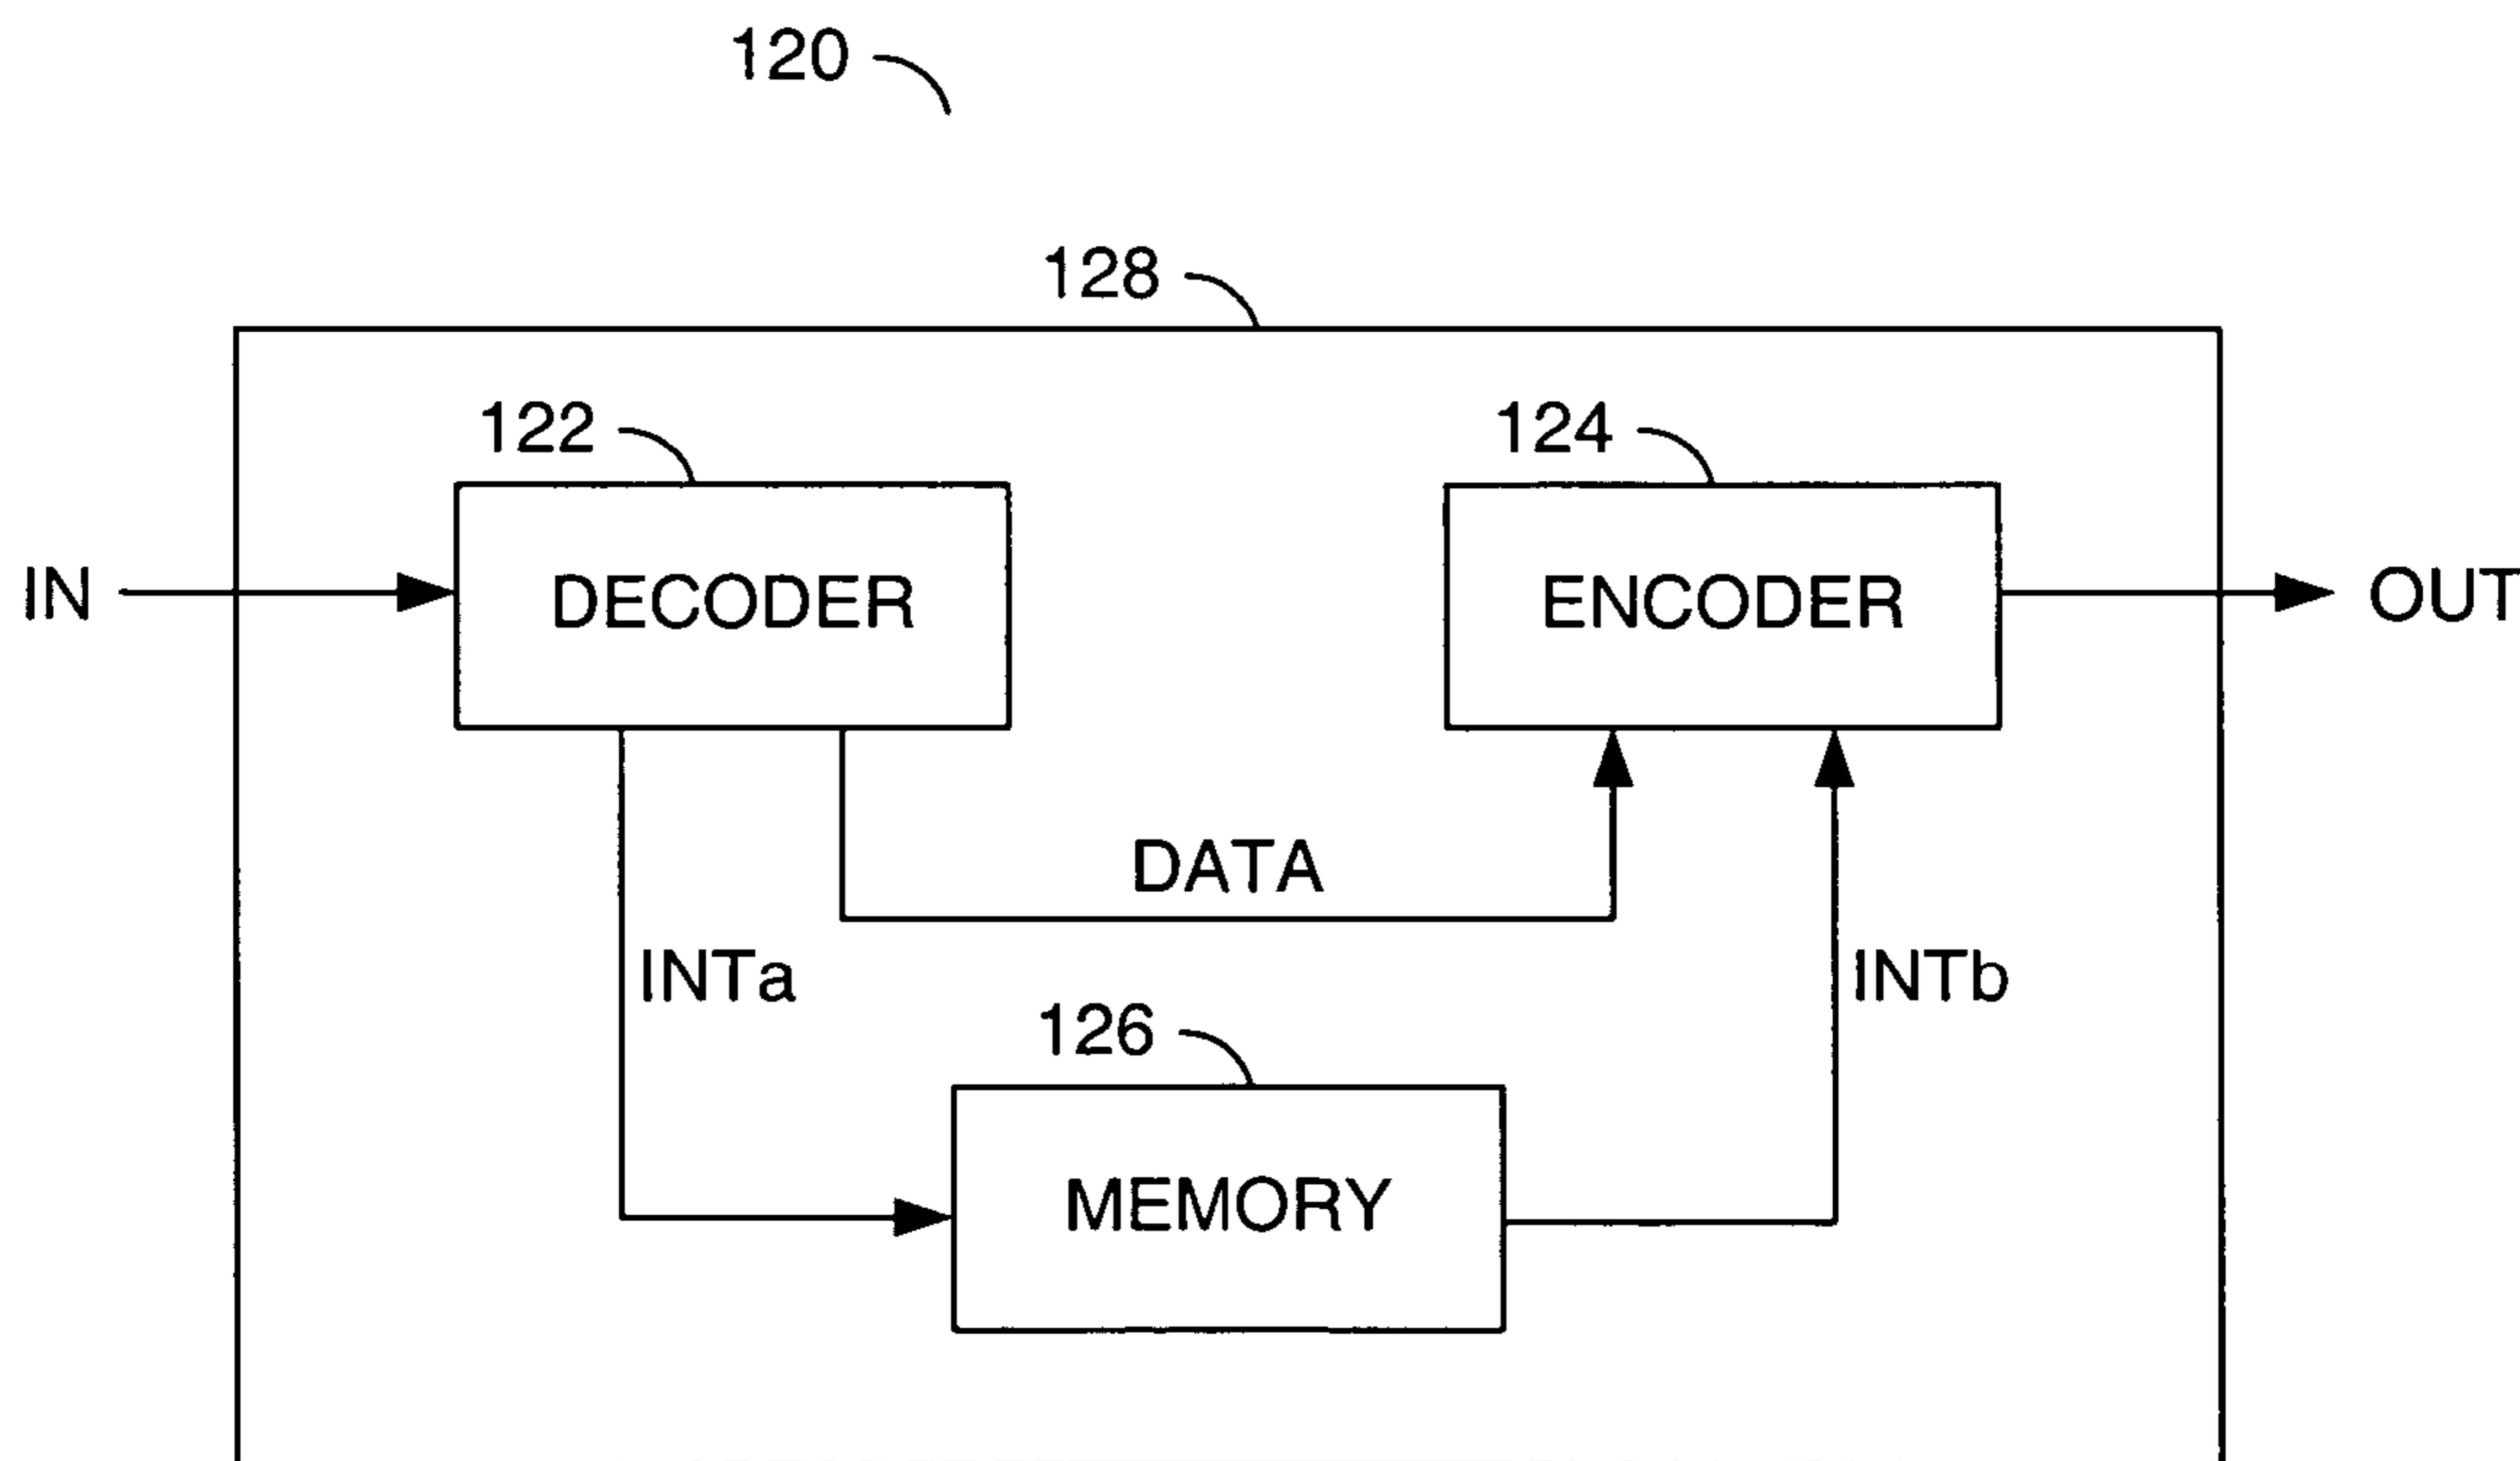 120
128
122
124
IN
DECODER
ENCODER
OUT
DATA
INTa
INTb
126
MEMORY